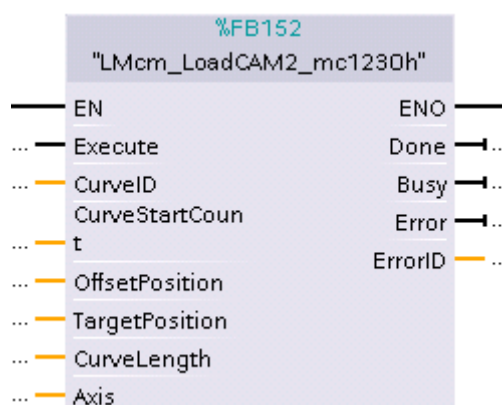 %FB152
"LMcm_LoadCAM2_mc1230h"
EN
ENO
... Execute
Done ...
... CurveID
Busy ...
CurveStartCoun
Error ...
... t
ErrorID ...
... OffsetPosition
... TargetPosition
... CurveLength
... Axis